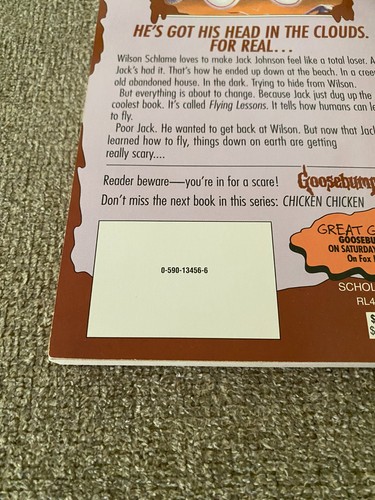 HE'S GOT HIS HEAD IN THE CLOUDS.
FOR REAL...
Wilson Schlame loves to make Jack Johnson feel like a total loser. A
Jack's had it. That's how he ended up down at the beach. In a cree
old abandoned house. In the dark. Trying to hide from Wilson.
But everything is about to change. Because Jack just dug up the
coolest book. It's called Flying Lessons. It tells how humans can le
to fly.
Poor Jack. He wanted to get back at Wilson. But now that Jac
learned how to fly, things down on earth are getting
really scary....
Reader beware—you're in for a scare!
Goosebump
Don't miss the next book in this series: CHICKEN CHICKEN
GREAT G
GOOSEBU
ON SATURDAY
On Fox
0-590-13456-6
SCHOL
RL4
$
$